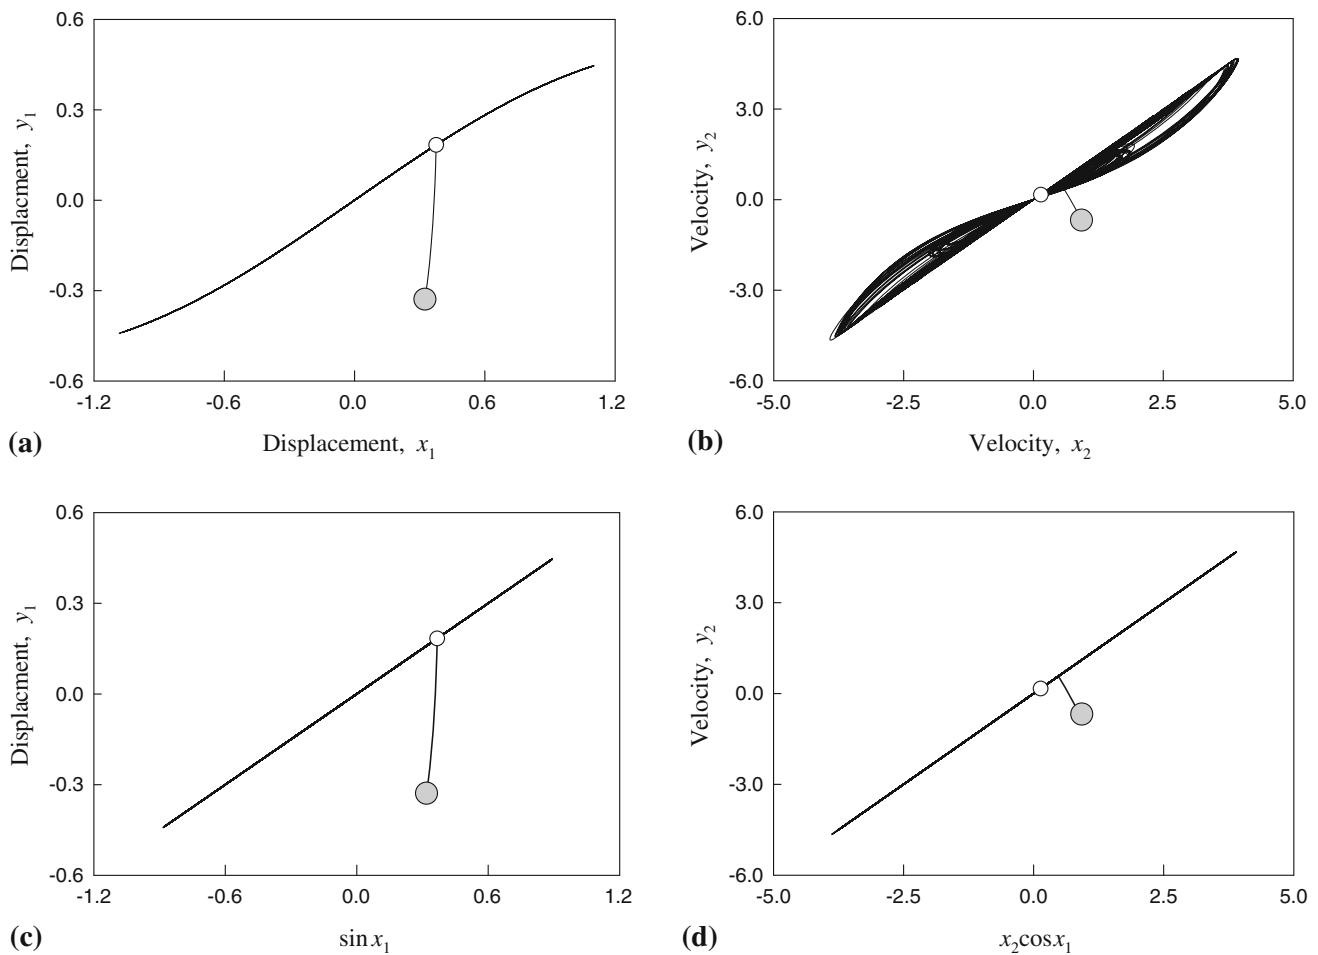 0.6
0.3
0.0
-0.3
-0.6
-1.2 -0.6 0.0 0.6 1.2
Displacment, y1
(a) Displacement, x1
6.0
3.0
0.0
-3.0
-6.0
-5.0 -2.5 0.0 2.5 5.0
Velocity, y2
(b) Velocity, x2
0.6
0.3
0.0
-0.3
-0.6
-1.2 -0.6 0.0 0.6 1.2
Displacment, y1
(c) sin x1
6.0
3.0
0.0
-3.0
-6.0
-5.0 -2.5 0.0 2.5 5.0
Velocity, y2
(d) x2cosx1